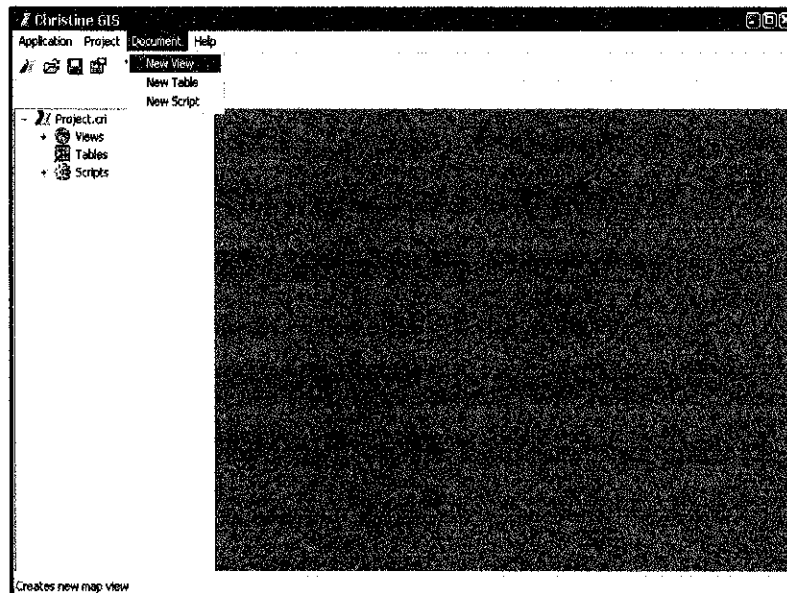 Christine GIS
Application Project Document Help
New View
New Table
New Script
Project.cri
Views
Tables
Scripts
Creates new map view